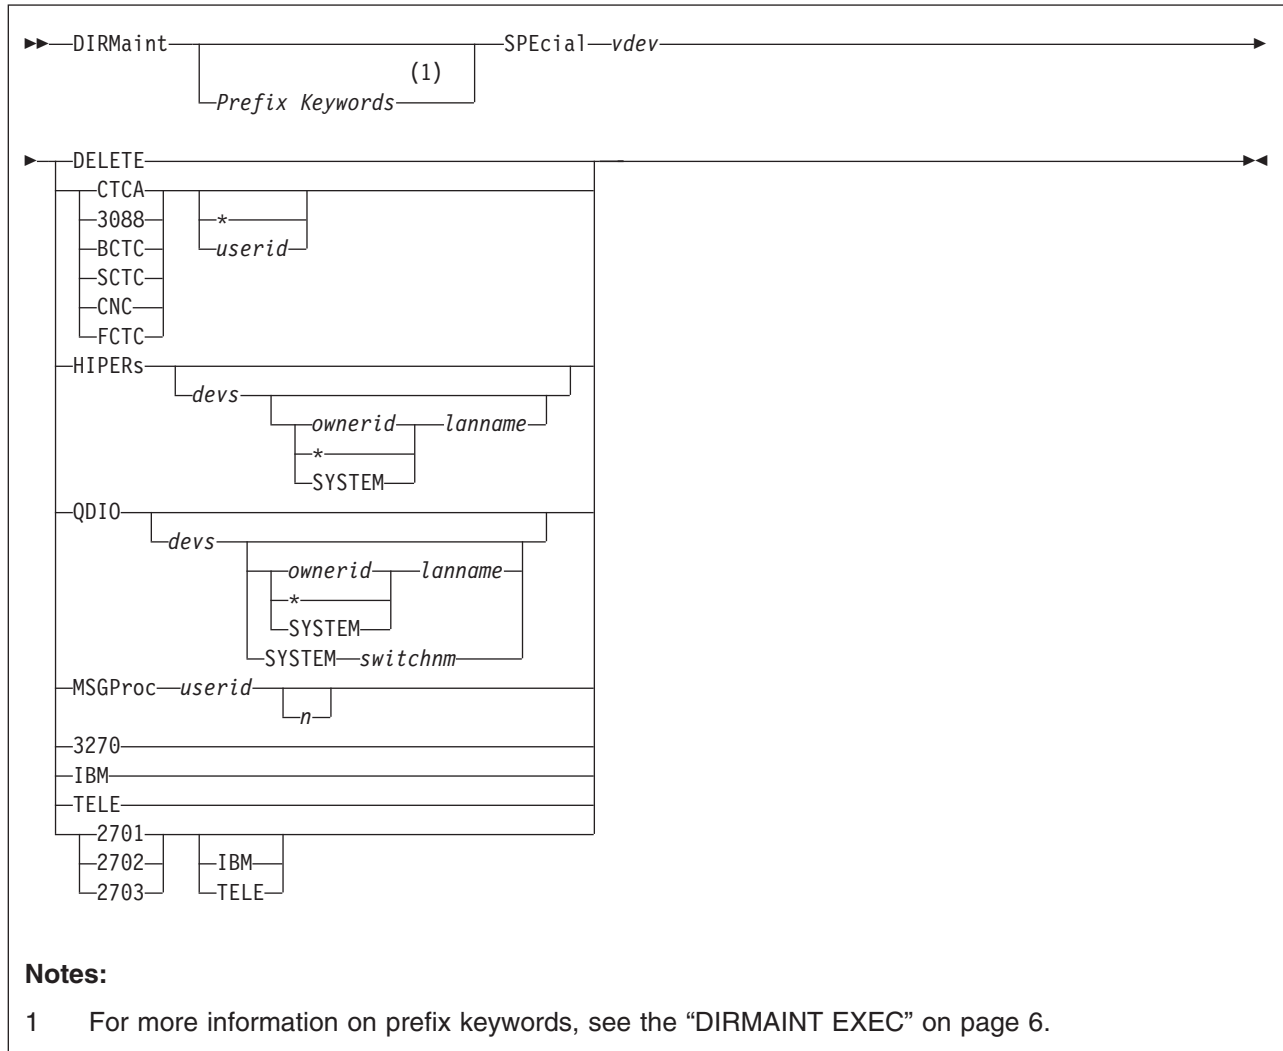 DIRMaint SPEcial vdev
(1)
Prefix Keywords
DELETE
CTCA
3088 *
BCTC userid
SCTC
CNC
FCTC
HIPERs
devs
ownerid lanname
*
SYSTEM
QDIO
devs
ownerid lanname
*
SYSTEM
SYSTEM switchnm
MSGProc userid
n
3270
IBM
TELE
2701
2702 IBM
2703 TELE
Notes:
1 For more information on prefix keywords, see the “DIRMAINT EXEC” on page 6.